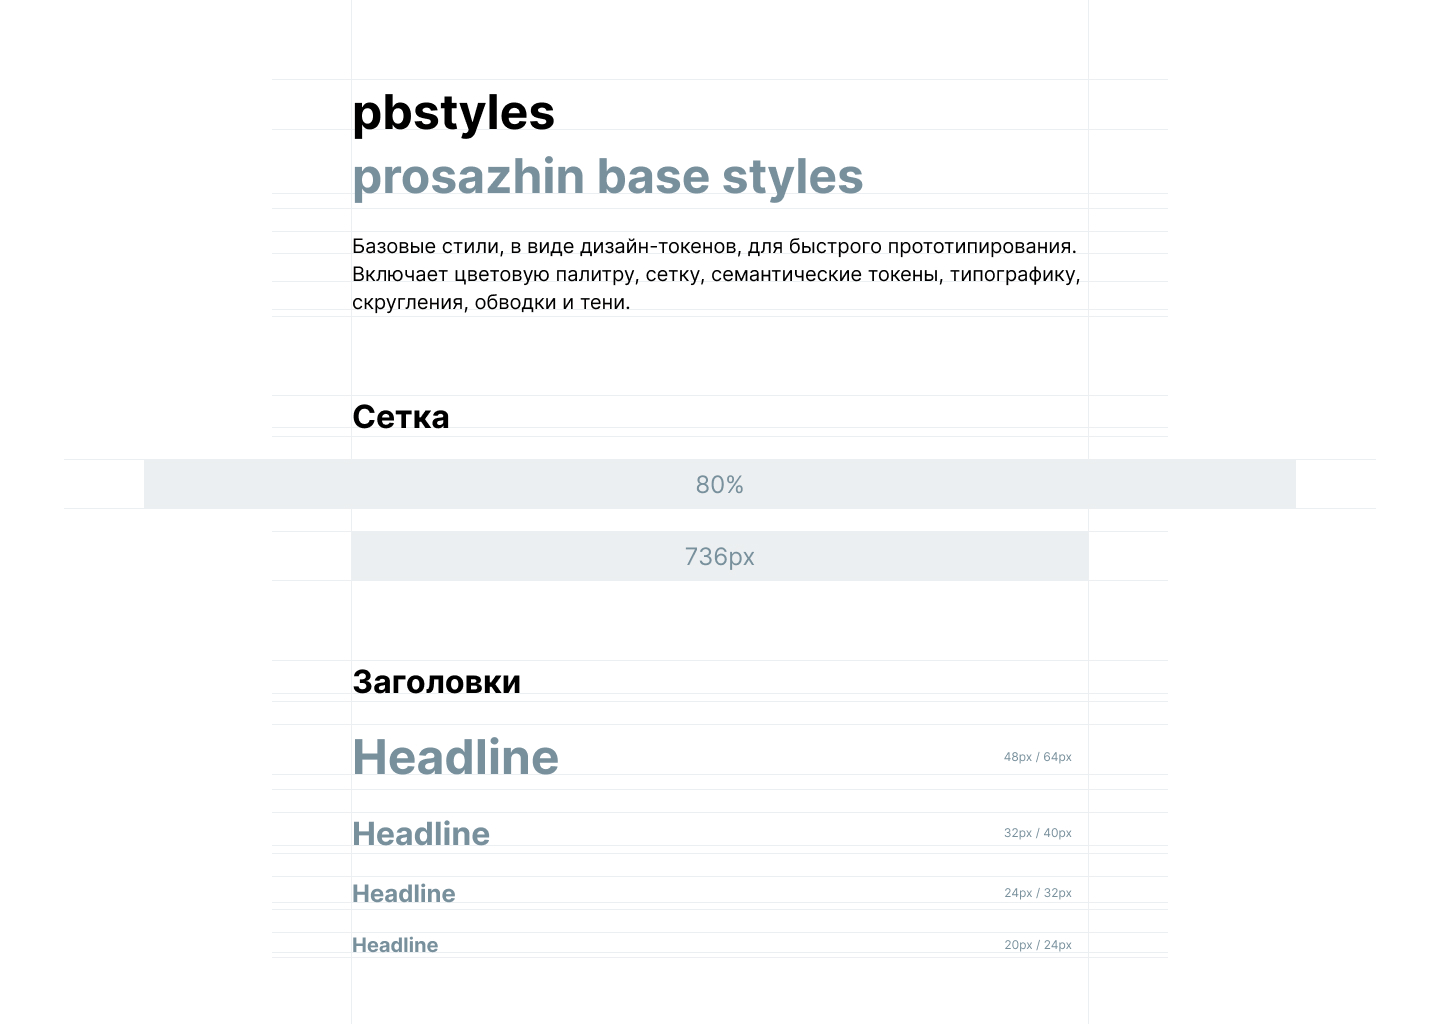 pbstyles
prosazhin base styles
Базовые стили, в виде дизайн-токенов, для быстрого прототипирования.
Включает цветовую палитру, сетку, семантические токены, типографику,
скругления, обводки и тени.
Сетка
80%
736px
Заголовки
Headline 48px / 64px
Headline 32px / 40px
Headline 24px / 32px
Headline 20px / 24px